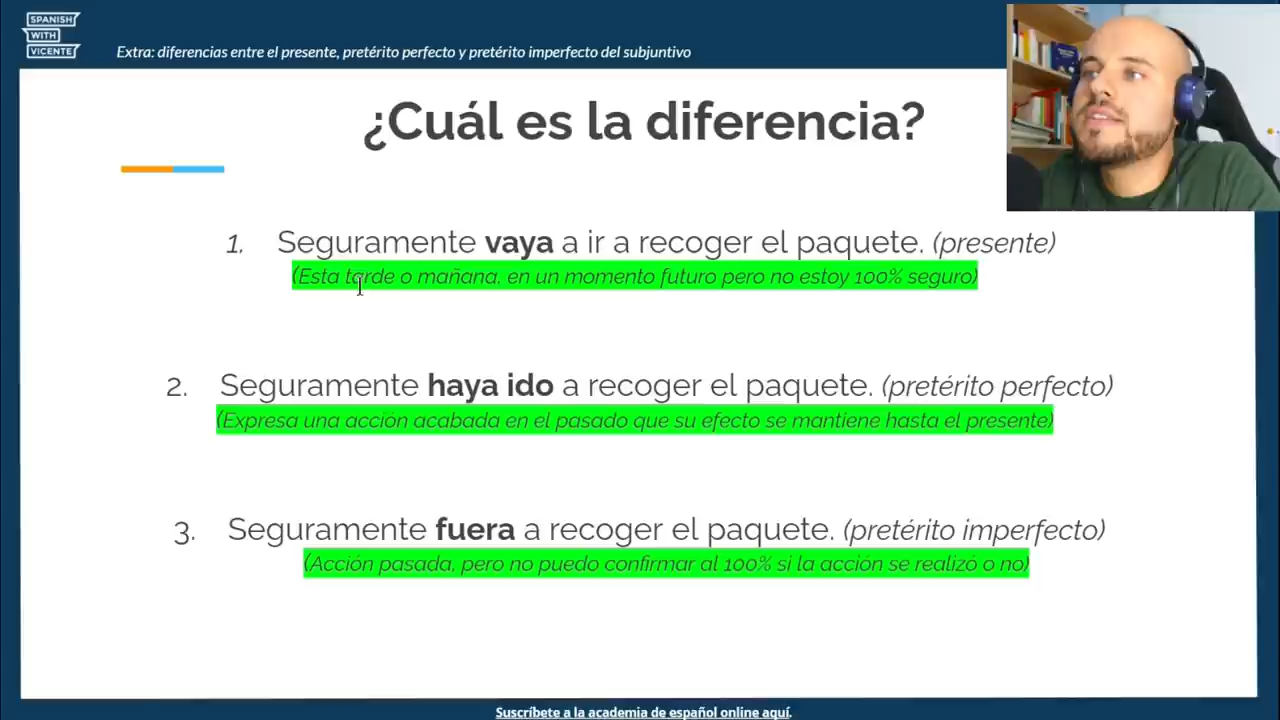 SPANISH
WITH
VICENTE
Extra: diferencias entre el presente, pretérito perfecto y pretérito imperfecto del subjuntivo
¿Cuál es la diferencia?
1. Seguramente vaya a ir a recoger el paquete. (presente)
(Esta tarde o mañana, en un momento futuro pero no estoy 100% seguro)
2. Seguramente haya ido a recoger el paquete. (pretérito perfecto)
(Expresa una acción acabada en el pasado que su efecto se mantiene hasta el presente)
3. Seguramente fuera a recoger el paquete. (pretérito imperfecto)
(Acción pasada, pero no puedo confirmar al 100% si la acción se realizó o no)
Suscríbete a la academia de español online aquí.